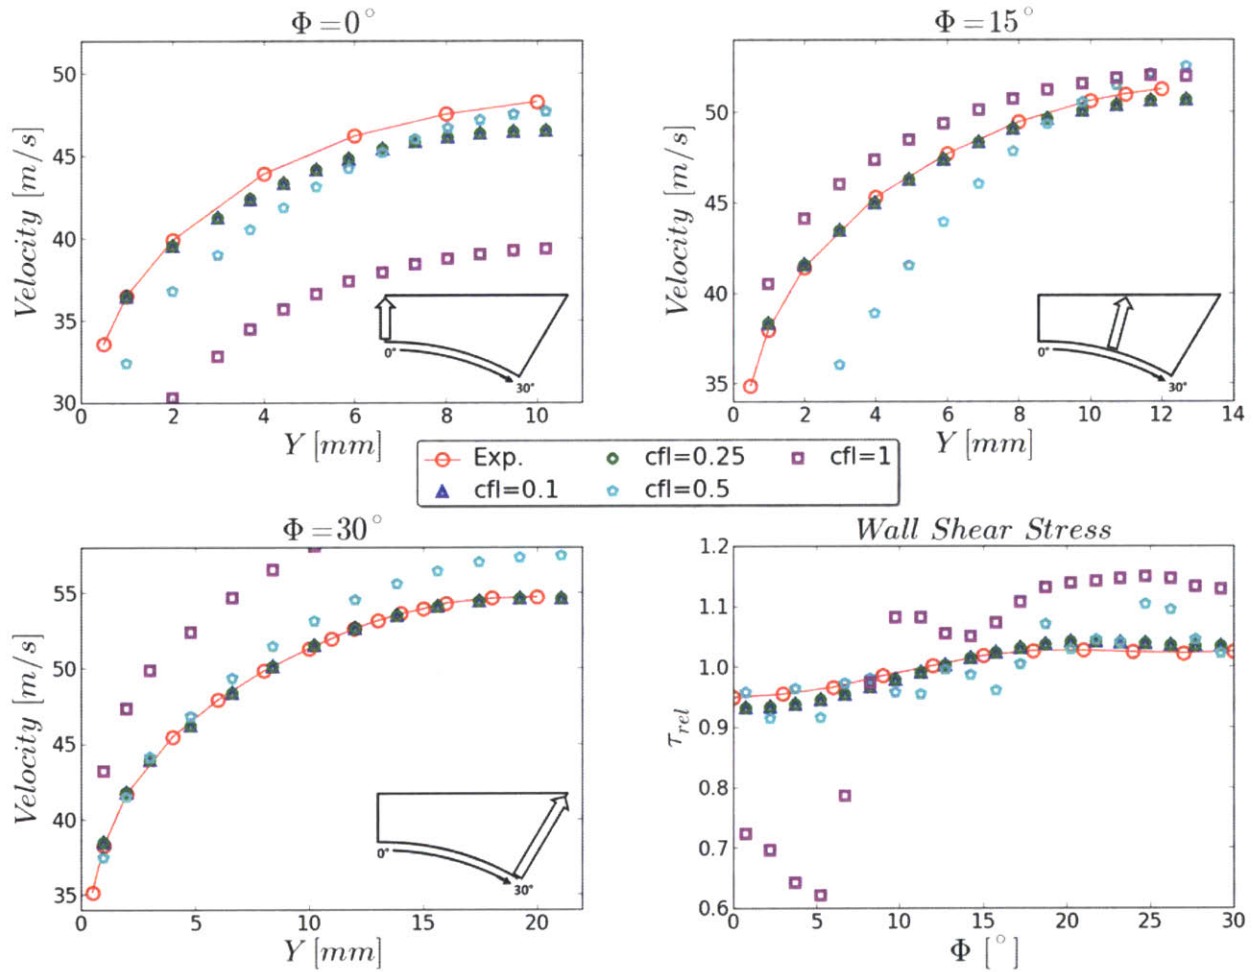 Φ = 0°
Velocity [m/s]
50
45
40
35
30
0 2 4 6 8 10
Y [mm]
0°
30°
Φ = 15°
Velocity [m/s]
50
45
40
35
0 2 4 6 8 10 12 14
Y [mm]
0°
30°
Exp. cfl=0.25 cfl=1
cfl=0.1 cfl=0.5
Φ = 30°
Velocity [m/s]
55
50
45
40
35
0 5 10 15 20
Y [mm]
0°
30°
Wall Shear Stress
τrel
1.2
1.1
1.0
0.9
0.8
0.7
0.6
0 5 10 15 20 25 30
Φ [°]